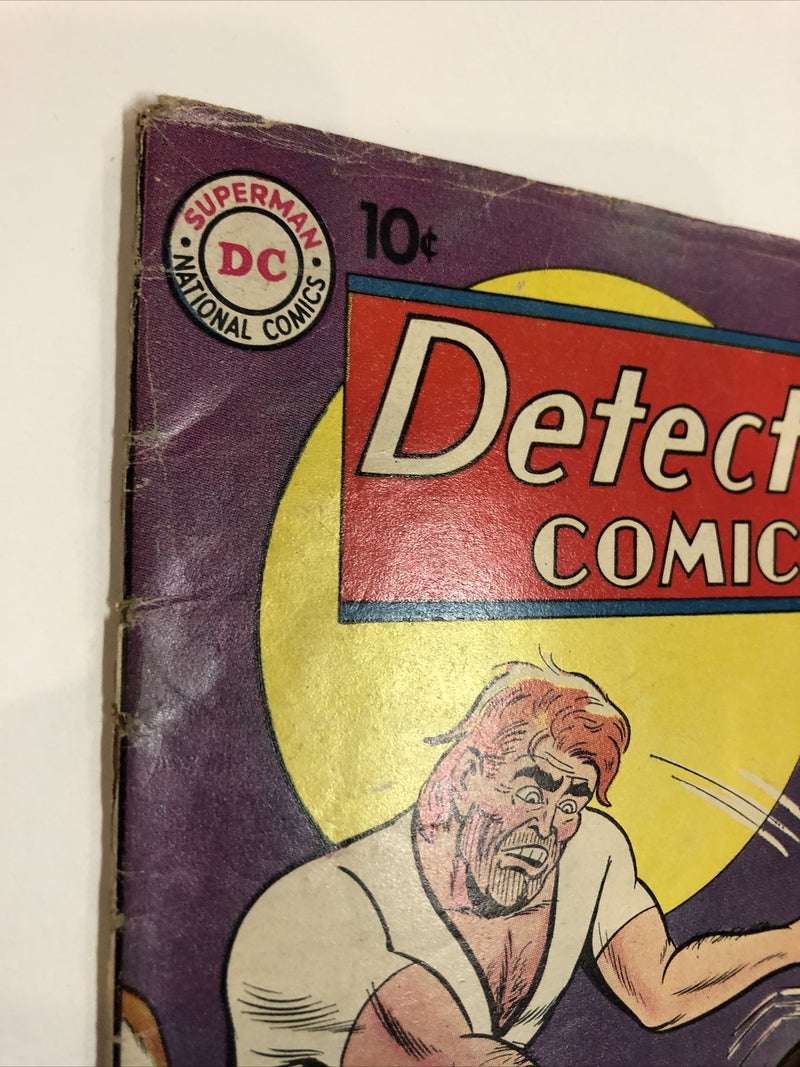 SUPERMAN
DC
NATIONAL COMICS
10¢
Detect
COMIC